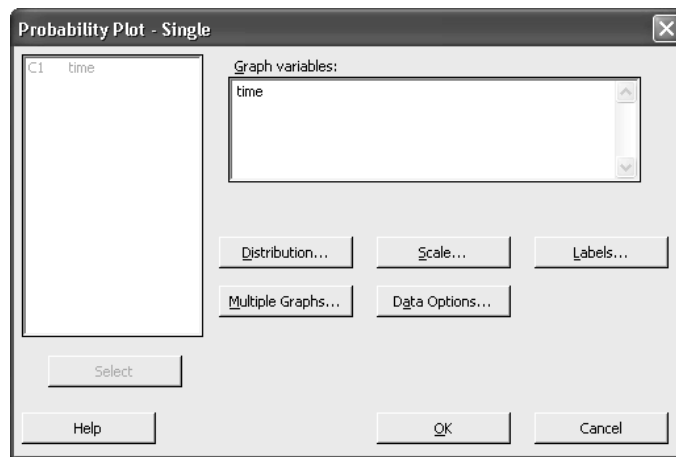 Probability Plot - Single
C1 time
Graph variables:
time
Distribution... Scale... Labels...
Multiple Graphs... Data Options...
Select
Help OK Cancel